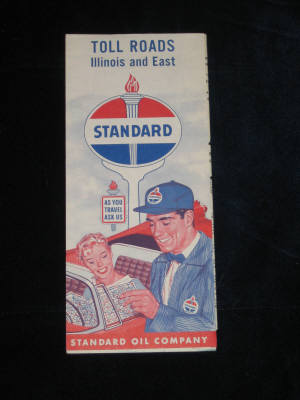 TOLL ROADS
Illinois and East
STANDARD
AS YOU
TRAVEL
ASK US
STANDARD OIL COMPANY